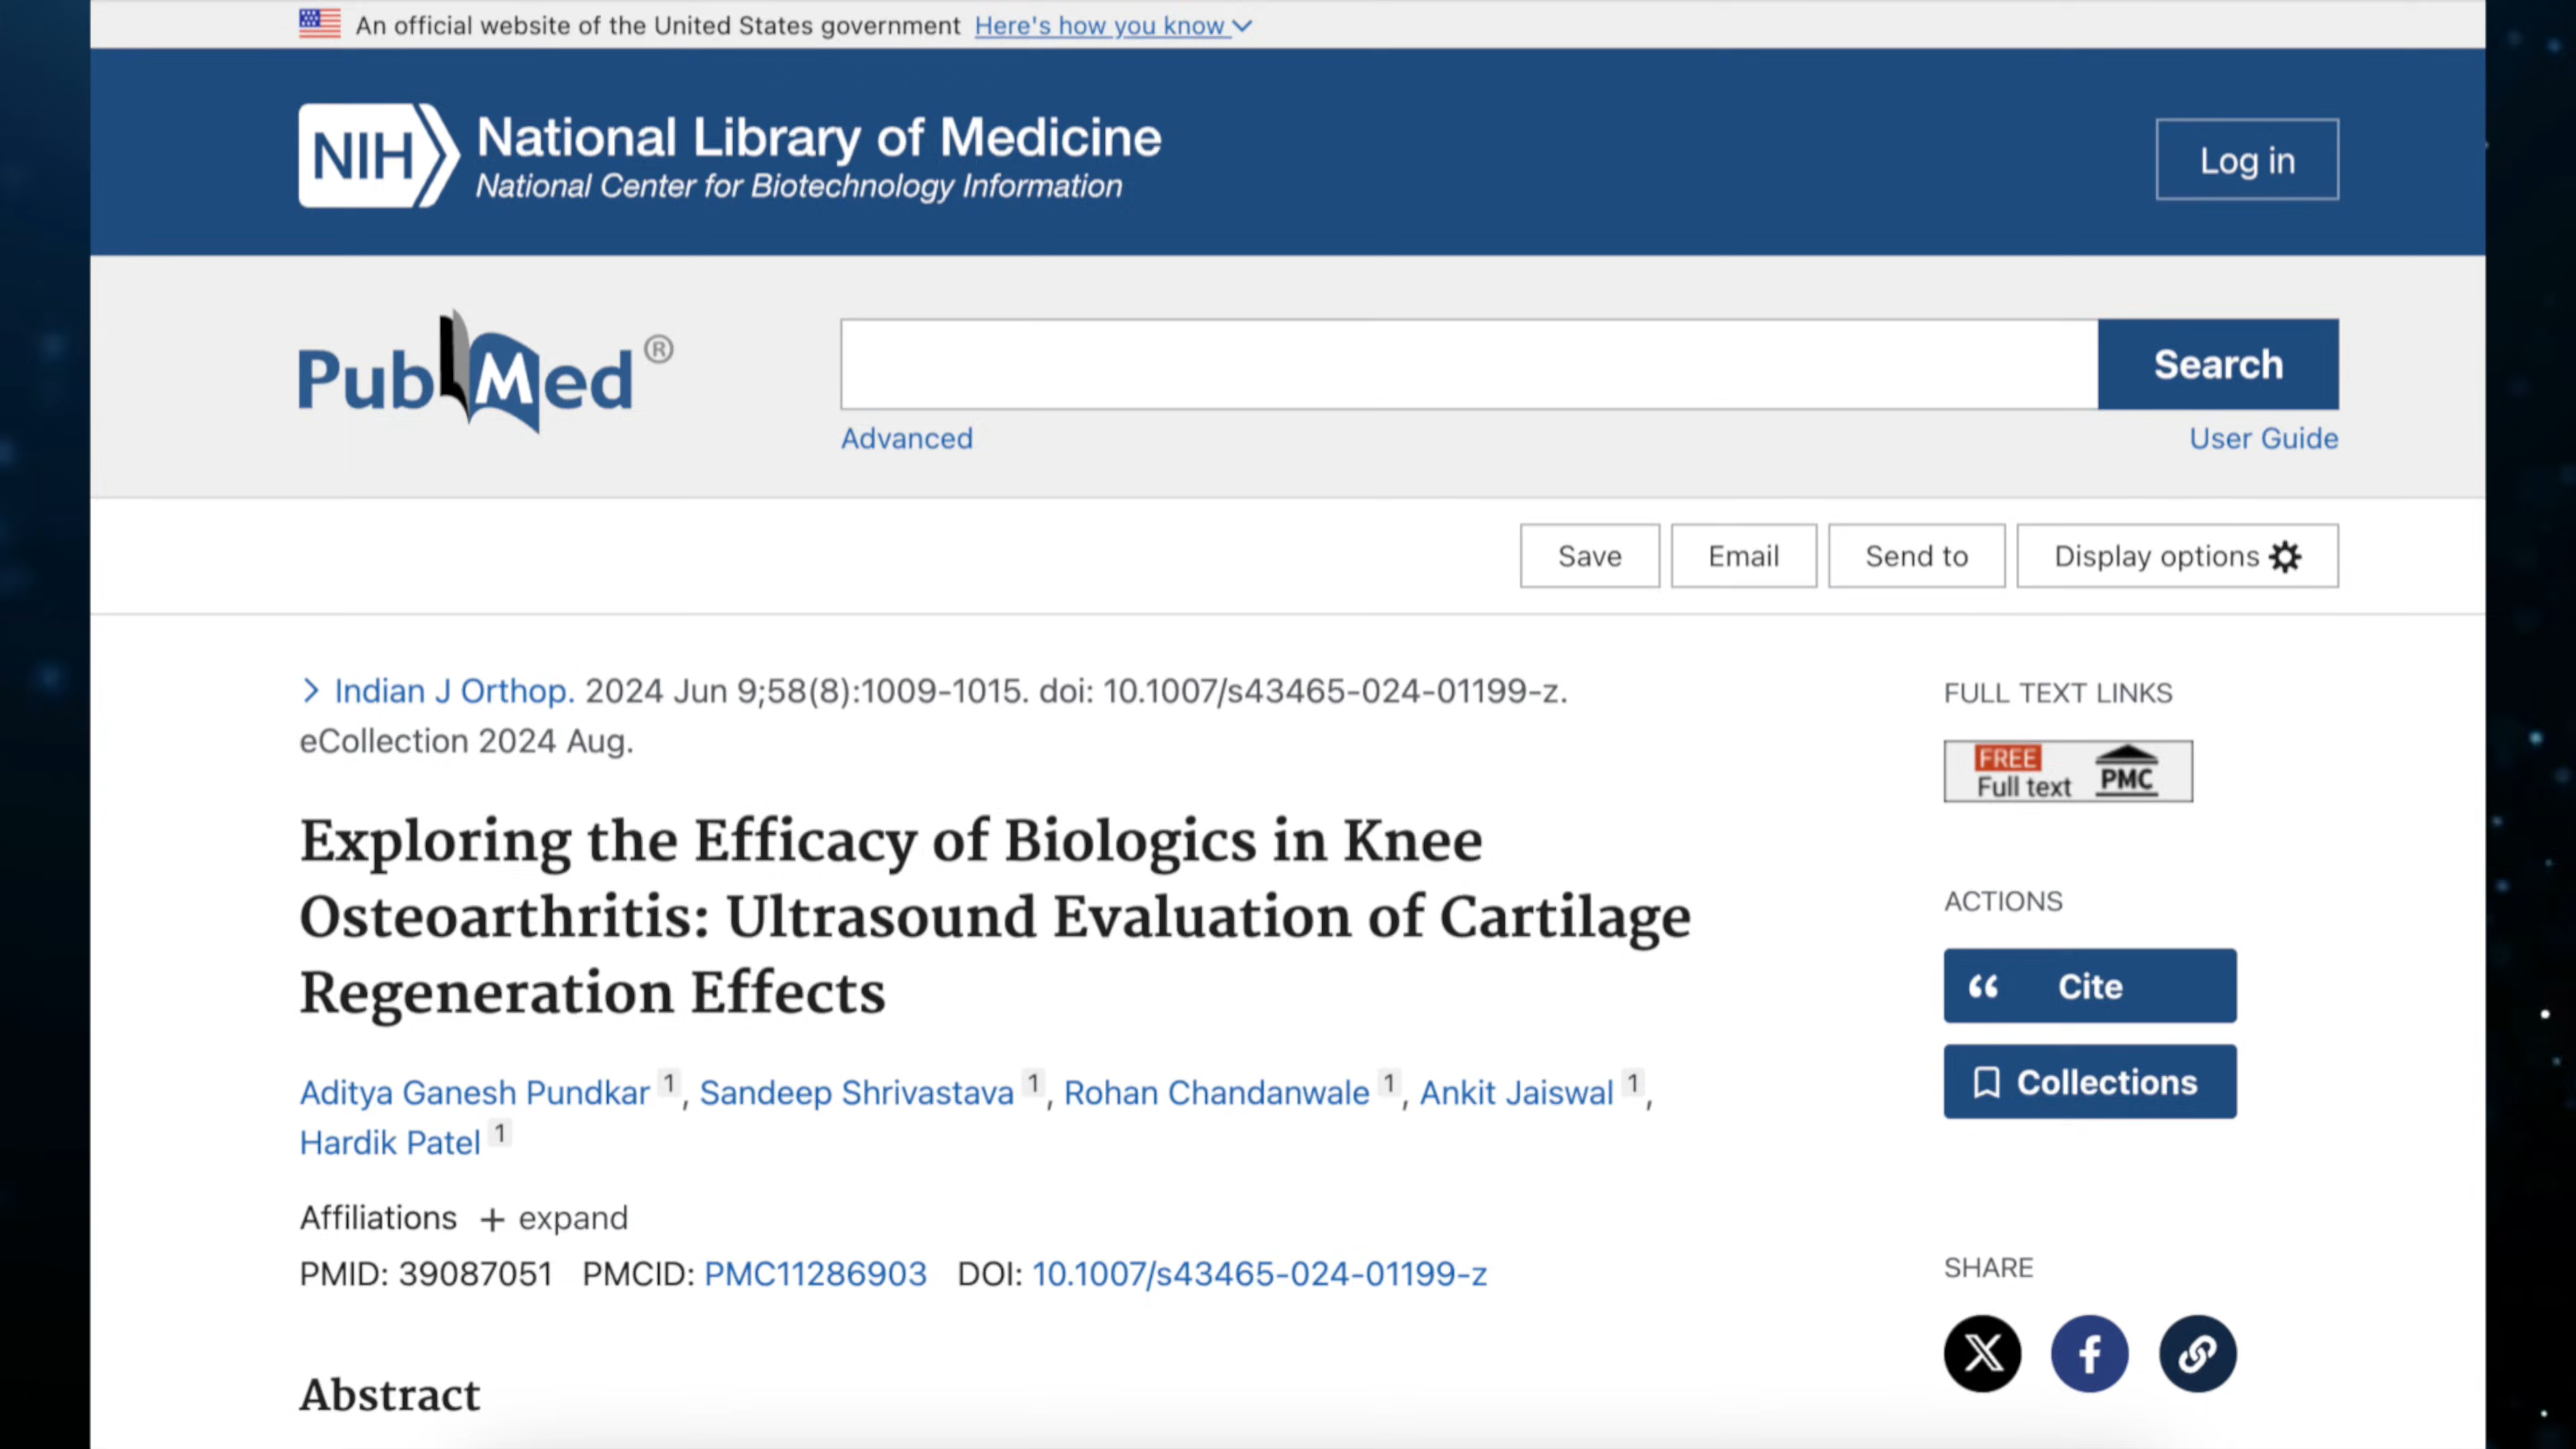 An official website of the United States government Here's how you know
NIH National Library of Medicine
National Center for Biotechnology Information
Log in
PubMed®
Search
Advanced
User Guide
Save
Email
Send to
Display options
Indian J Orthop. 2024 Jun 9;58(8):1009-1015. doi: 10.1007/s43465-024-01199-z.
eCollection 2024 Aug.
Exploring the Efficacy of Biologics in Knee
Osteoarthritis: Ultrasound Evaluation of Cartilage
Regeneration Effects
Aditya Ganesh Pundkar 1, Sandeep Shrivastava 1, Rohan Chandanwale 1, Ankit Jaiswal 1,
Hardik Patel 1
Affiliations + expand
PMID: 39087051 PMCID: PMC11286903 DOI: 10.1007/s43465-024-01199-z
Abstract
FULL TEXT LINKS
FREE
Full text PMC
ACTIONS
Cite
Collections
SHARE